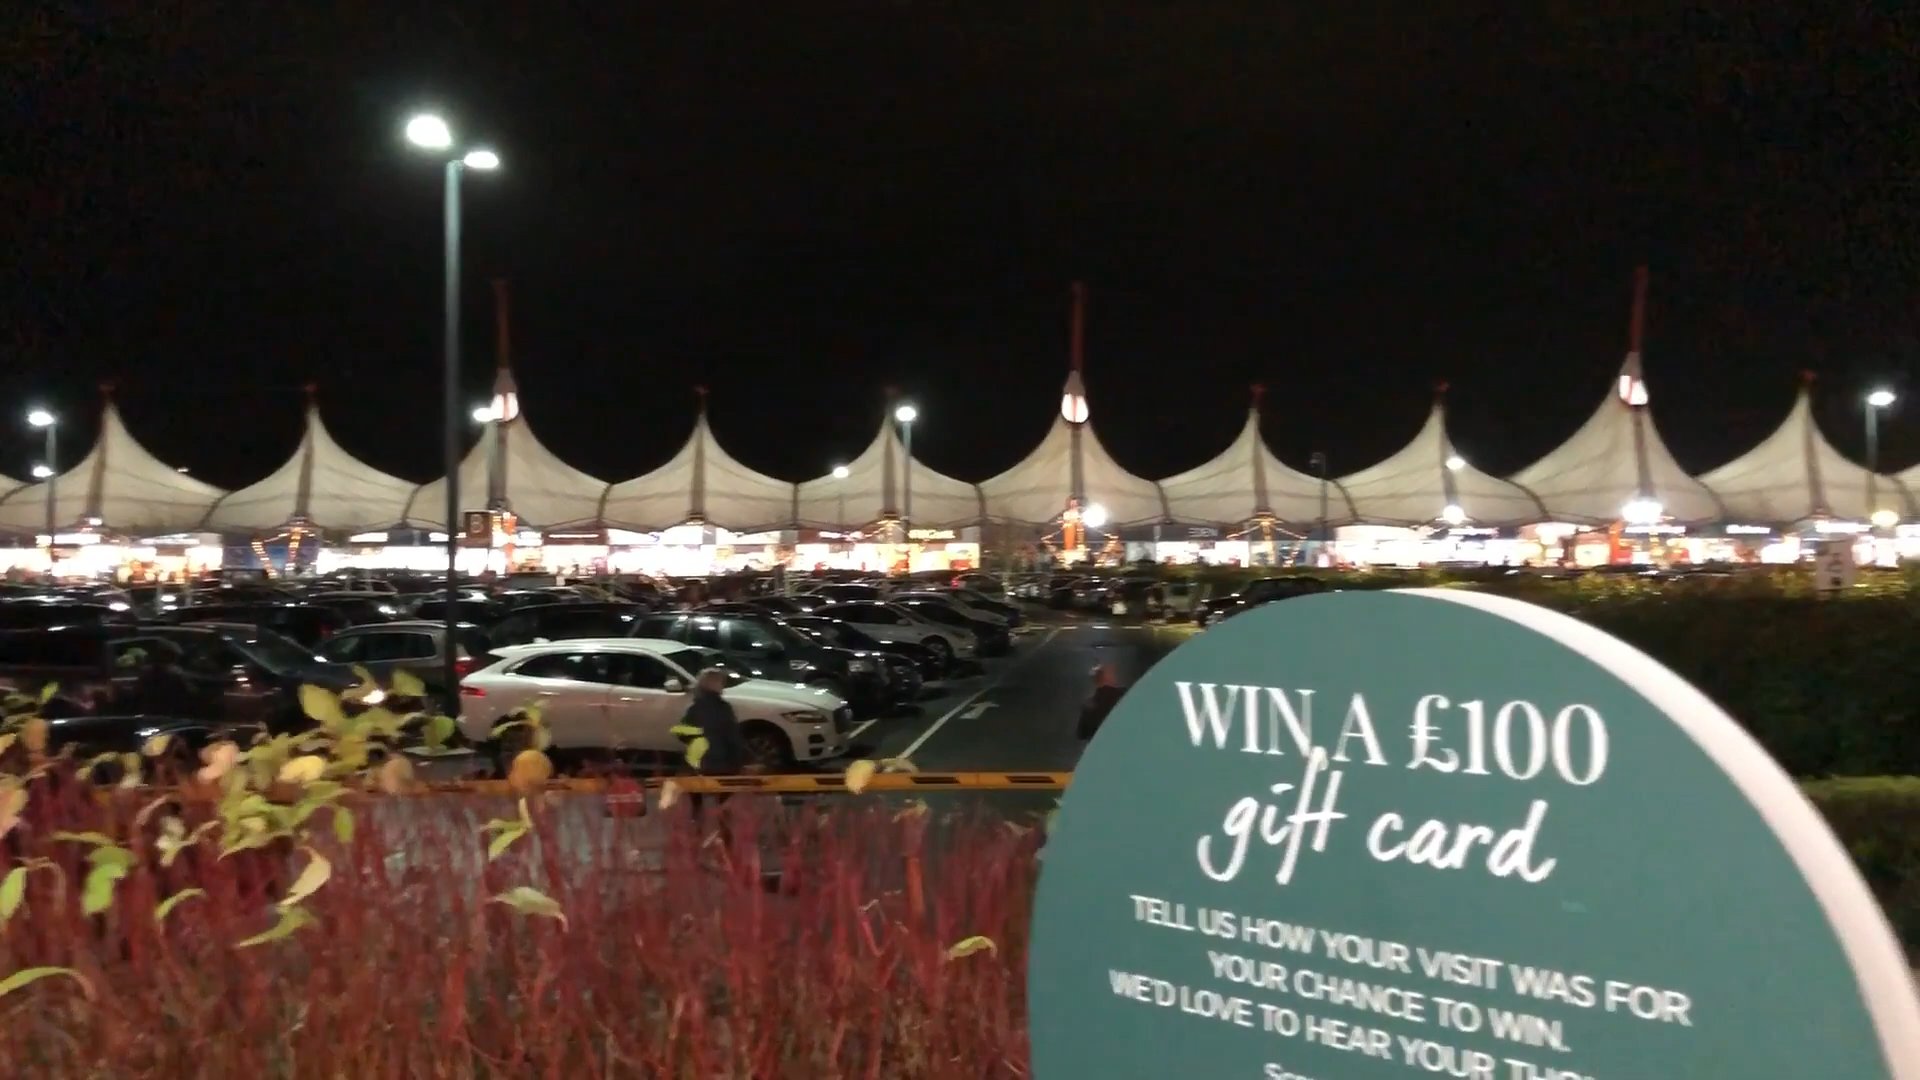 WIN A £100
gift card
TELL US HOW YOUR VISIT WAS FOR
YOUR CHANCE TO WIN.
WE'D LOVE TO HEAR YOUR